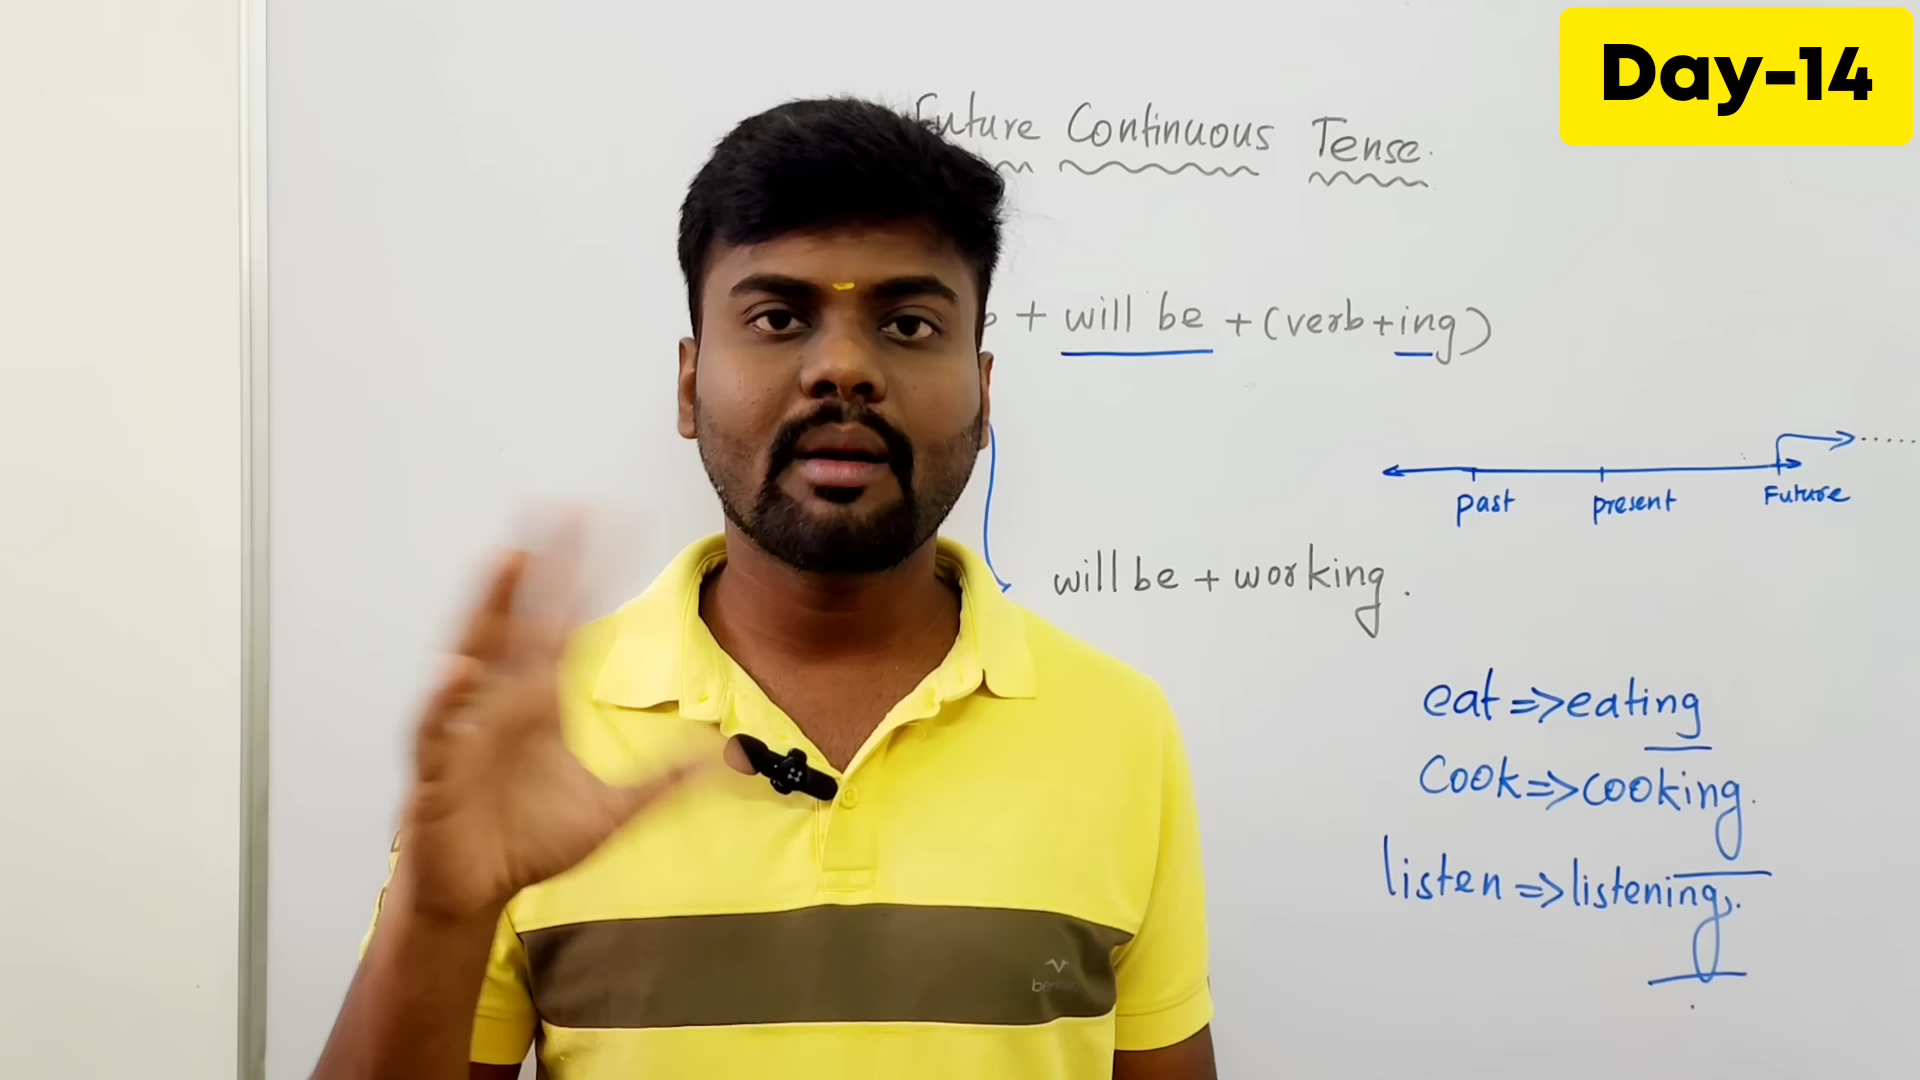 Day-14
Future Continuous Tense.
+ will be + (verb+ing)
past present Future
will be + working.
eat => eating
Cook => cooking.
listen => listening.